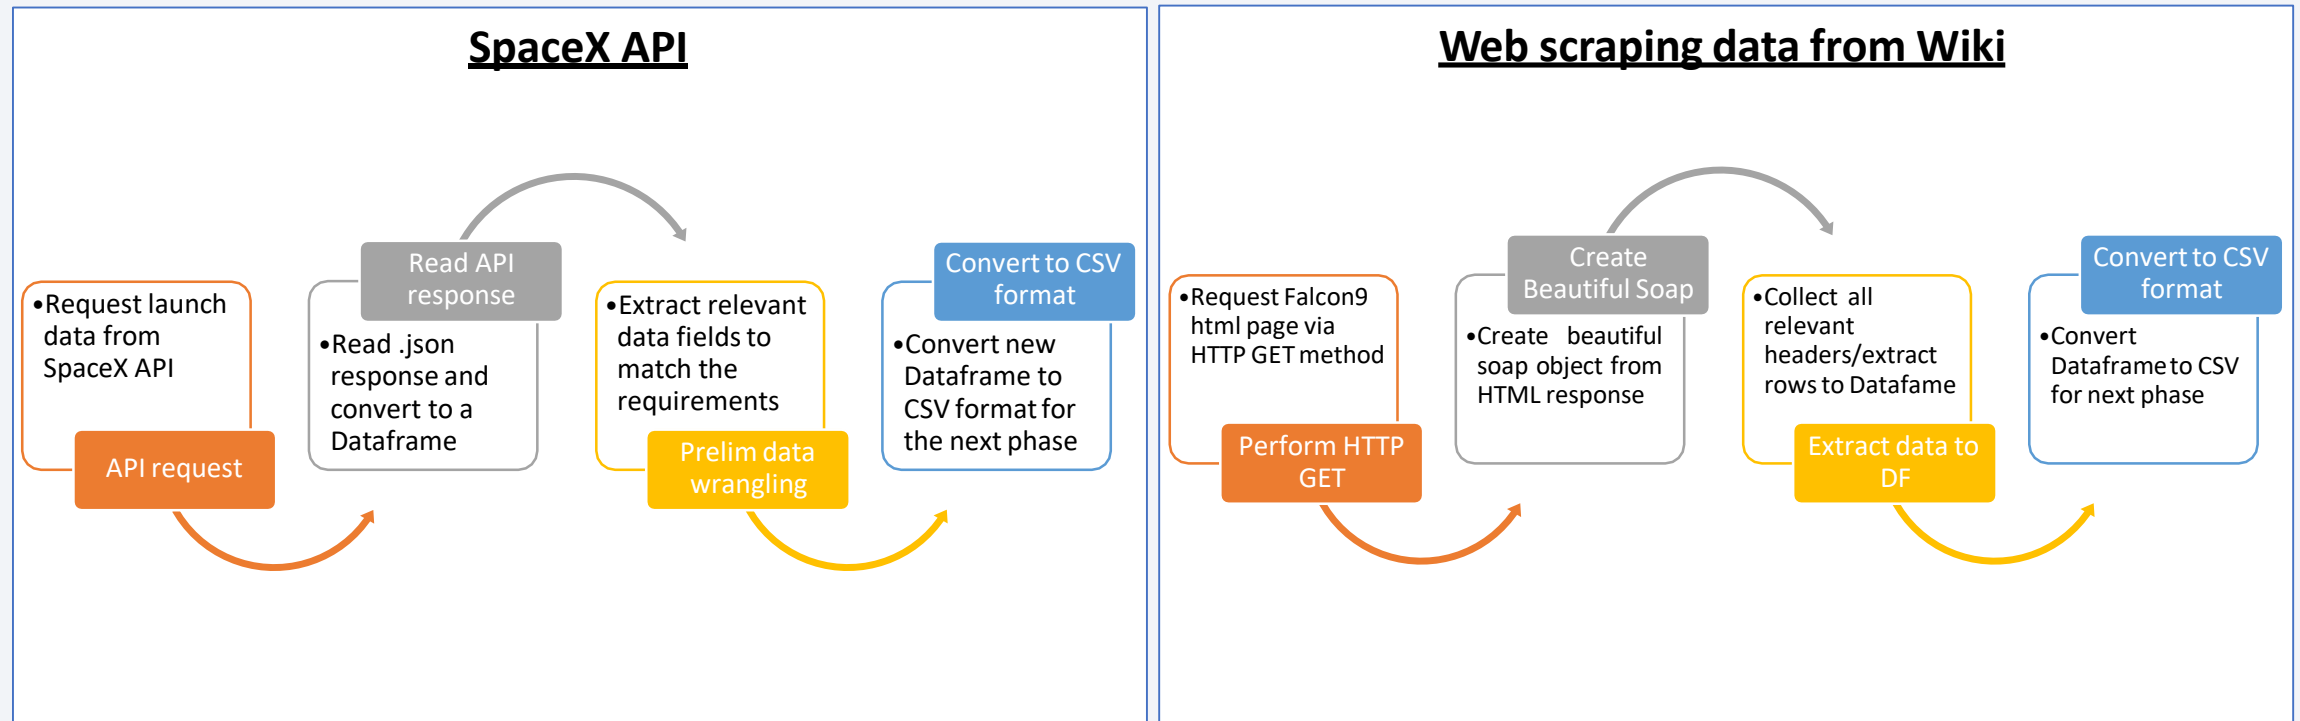 SpaceX API
•Request launch
data from
SpaceX API
API request
Read API
response
•Read .json
response and
convert to a
Dataframe
•Extract relevant
data fields to
match the
requirements
Prelim data
wrangling
Convert to CSV
format
•Convert new
Dataframe to
CSV format for
the next phase
Web scraping data from Wiki
•Request Falcon9
html page via
HTTP GET method
Perform HTTP
GET
Create
Beautiful Soap
•Create beautiful
soap object from
HTML response
•Collect all
relevant
headers/extract
rows to Datafame
Extract data to
DF
Convert to CSV
format
•Convert
Dataframe to CSV
for next phase